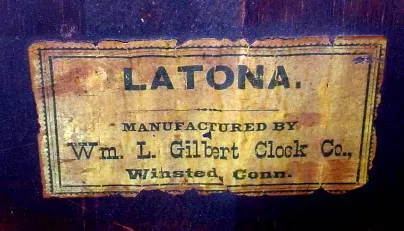 LATONA.
MANUFACTURED BY
Wm. L. Gilbert Clock Co.,
Winsted, Conn.